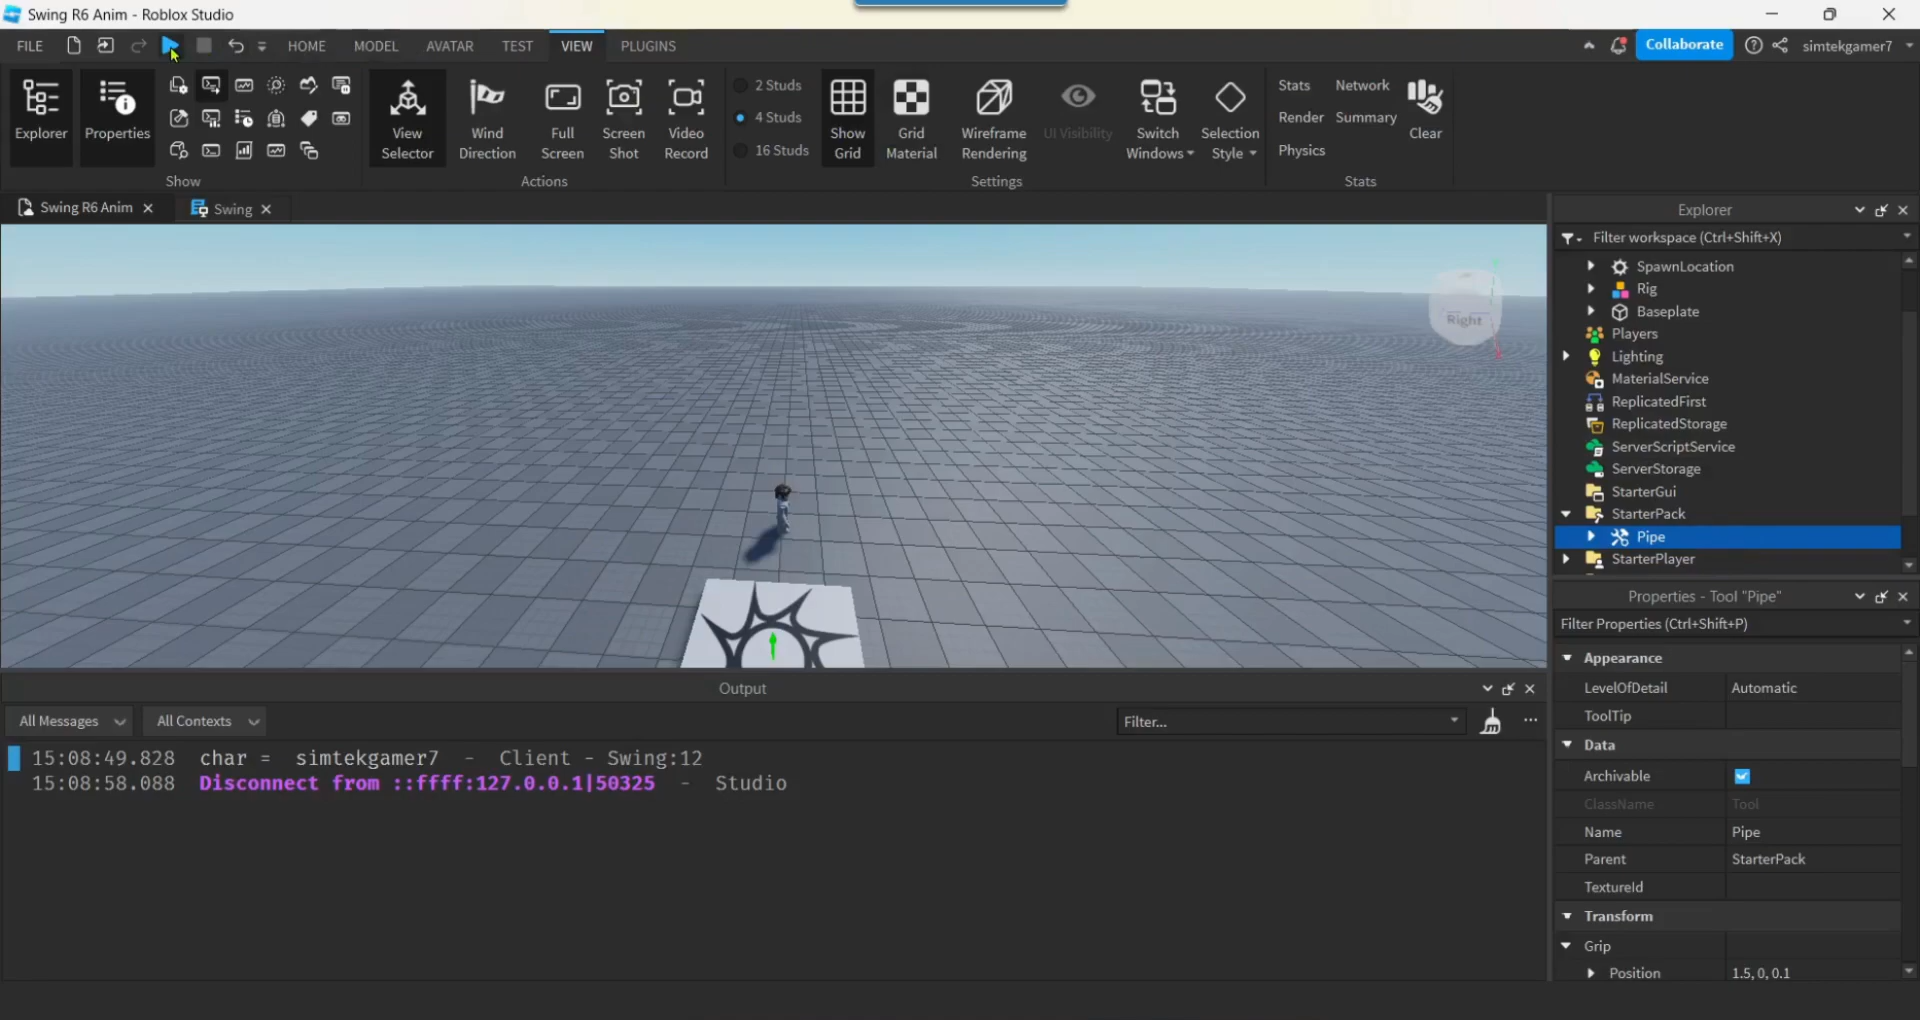 Swing R6 Anim - Roblox Studio
FILE HOME MODEL AVATAR TEST VIEW PLUGINS Collaborate simtekgamer7
Explorer
Properties
Show
View Selector
Wind Direction
Full Screen
Screen Shot
Video Record
Actions
2 Studs
4 Studs
16 Studs
Show Grid
Grid Material
Wireframe Rendering
UI Visibility
Switch Windows
Selection Style
Settings
Stats Network
Render Summary
Physics
Clear
Stats
Swing R6 Anim
Swing
Right
Explorer
Filter workspace (Ctrl+Shift+X)
SpawnLocation
Rig
Baseplate
Players
Lighting
MaterialService
ReplicatedFirst
ReplicatedStorage
ServerScriptService
ServerStorage
StarterGui
StarterPack
Pipe
StarterPlayer
Properties - Tool "Pipe"
Filter Properties (Ctrl+Shift+P)
Appearance
LevelOfDetail Automatic
ToolTip
Data
Archivable
ClassName Tool
Name Pipe
Parent StarterPack
TextureId
Transform
Grip
Position 1.5, 0, 0.1
Output
All Messages All Contexts Filter...
15:08:49.828 char = simtekgamer7 - Client - Swing:12
15:08:58.088 Disconnect from ::ffff:127.0.0.1|50325 - Studio